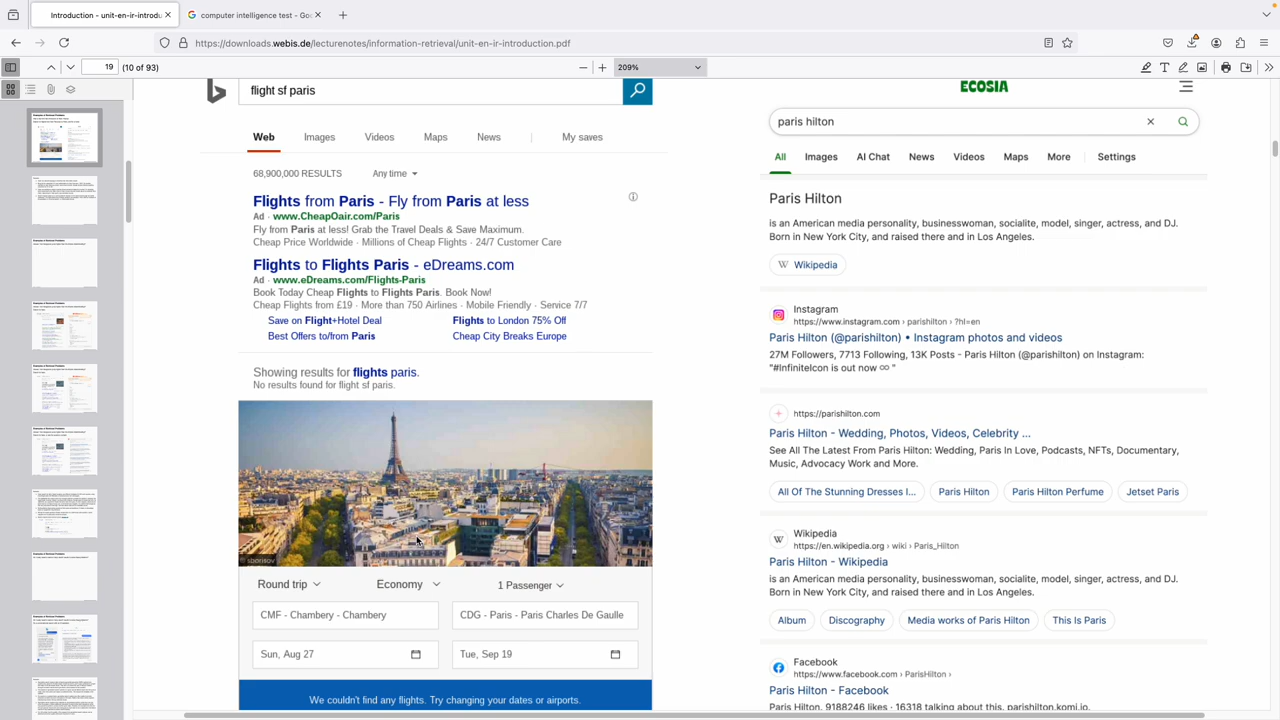 Introduction - unit-en-ir-introdu
computer intelligence test - Go
https://downloads.webis.de/lecturenotes/information-retrieval/unit-en-ir-introduction.pdf
19 (10 of 93)
209%
flight sf paris
Web Images Videos Maps News My saves
68,900,000 RESULTS Any time
Flights from Paris - Fly from Paris at less
Ad · www.CheapOair.com/Paris
Fly from Paris at less! Grab the Travel Deals & Save Maximum.
Cheap Price Worldwide · Millions of Cheap Flights · 24/7 Customer Care
Flights to Flights Paris - eDreams.com
Ad · www.eDreams.com/Flights-Paris
Book Today Cheap Flights to Flights Paris. Book Now!
Cheap Flights from £19 · More than 750 Airlines · Mobile Friendly · Service 7/7
Save on Flight+Hotel Deal Flights to London 75% Off
Best Offers to/from Paris Cheap City Breaks Europe
Showing results for flights paris.
No results found for flight sf paris.
Round trip Economy 1 Passenger
CMF - Chambery - Chambery CDG - Paris - Paris Charles De Gaulle
Sun, Aug 27 Tue, Sep 19
We couldn't find any flights. Try changing your dates or airports.
ECOSIA
paris hilton
All Images AI Chat News Videos Maps More Settings
Paris Hilton
is an American media personality, businesswoman, socialite, model, singer, actress, and DJ.
Born in New York City, and raised there and in Los Angeles.
W Wikipedia
Instagram
https://www.instagram.com › parishilton › ?hl=en
Paris Hilton (@parishilton) • Instagram photos and videos
27M Followers, 7713 Following, 13K Posts - Paris Hilton (@parishilton) on Instagram:
"#InfiniteIcon is out now ∞ "
https://parishilton.com
Paris Hilton - Wedding, Photos, Videos, Celebrity ...
See All The Latest From Paris Hilton: Wedding, Paris In Love, Podcasts, NFTs, Documentary,
Music, Advocacy Work and More.
All Of The Stunning Dresses I... Paris Hilton Paris Hilton Perfume Jetset Paris
W Wikipedia
https://en.wikipedia.org › wiki › Paris_Hilton
Paris Hilton - Wikipedia
is an American media personality, businesswoman, socialite, model, singer, actress, and DJ.
Born in New York City, and raised there and in Los Angeles.
Album Discography Media works of Paris Hilton This Is Paris
Facebook
https://www.facebook.com › ParisHilton ›
Hilton - Facebook
likes · 16318 talking about this. parishilton.komi.io.